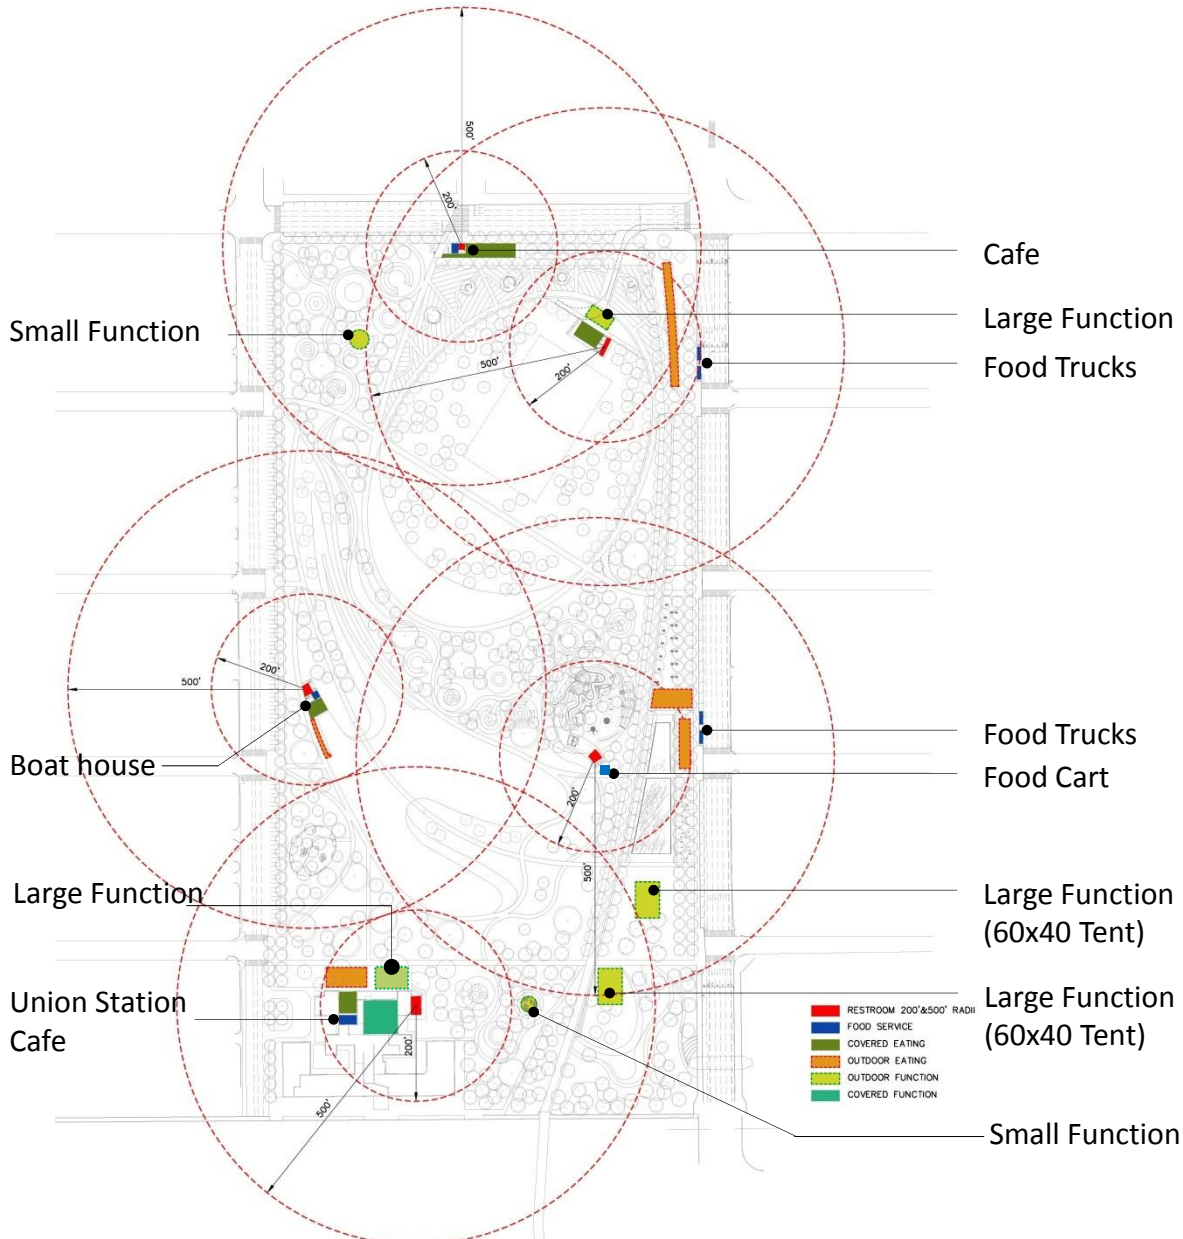 500'
200'
Cafe
Small Function
Large Function
500'
200'
Food Trucks
200'
500'
Boat house
Food Trucks
Food Cart
200'
500'
Large Function
Large Function
(60x40 Tent)
Union Station
Cafe
Large Function
(60x40 Tent)
200'
500'
RESTROOM 200'&500' RADII
FOOD SERVICE
COVERED EATING
OUTDOOR EATING
OUTDOOR FUNCTION
COVERED FUNCTION
Small Function